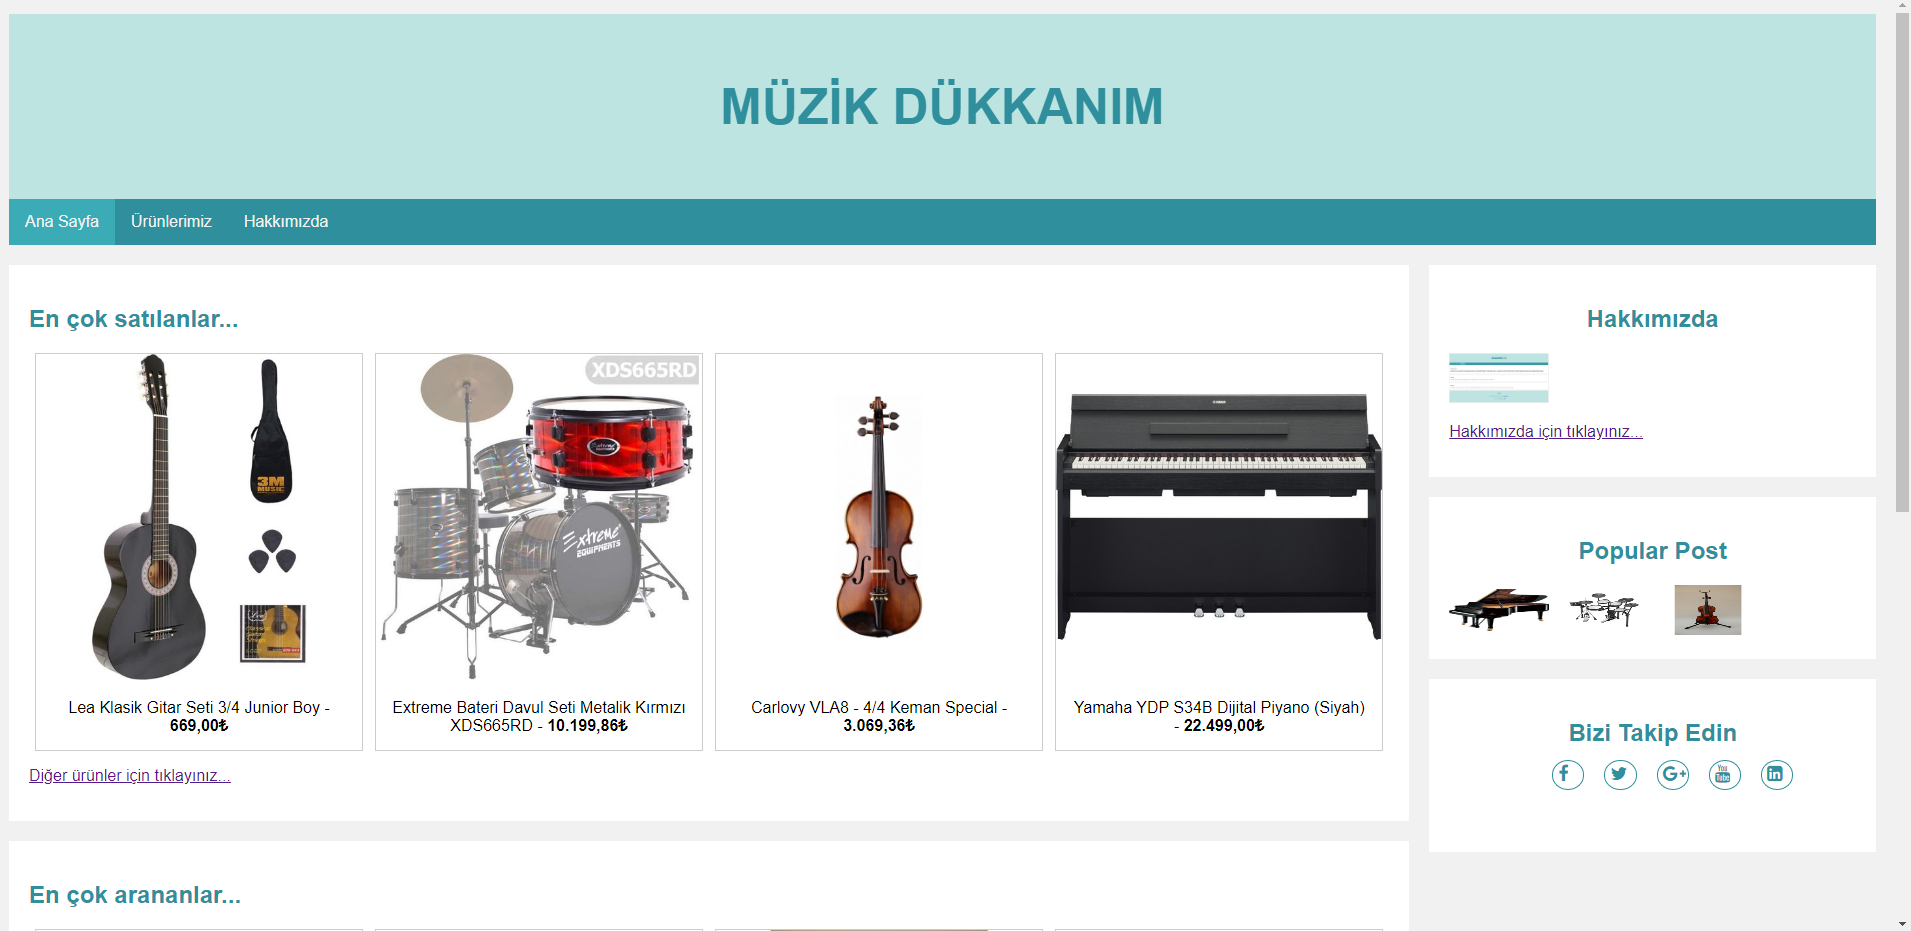 MÜZİK DÜKKANIM
Ana Sayfa
Ürünlerimiz
Hakkımızda
En çok satılanlar...
XDS665RD
3M
MUSIC
Extreme
EQUIPMENTS
Lea Klasik Gitar Seti 3/4 Junior Boy -
669,00₺
Extreme Bateri Davul Seti Metalik Kırmızı
XDS665RD - 10.199,86₺
Carlovy VLA8 - 4/4 Keman Special -
3.069,36₺
Yamaha YDP S34B Dijital Piyano (Siyah)
- 22.499,00₺
Diğer ürünler için tıklayınız...
En çok arananlar...
Hakkımızda
Hakkımızda için tıklayınız...
Popular Post
Bizi Takip Edin
You
Tube